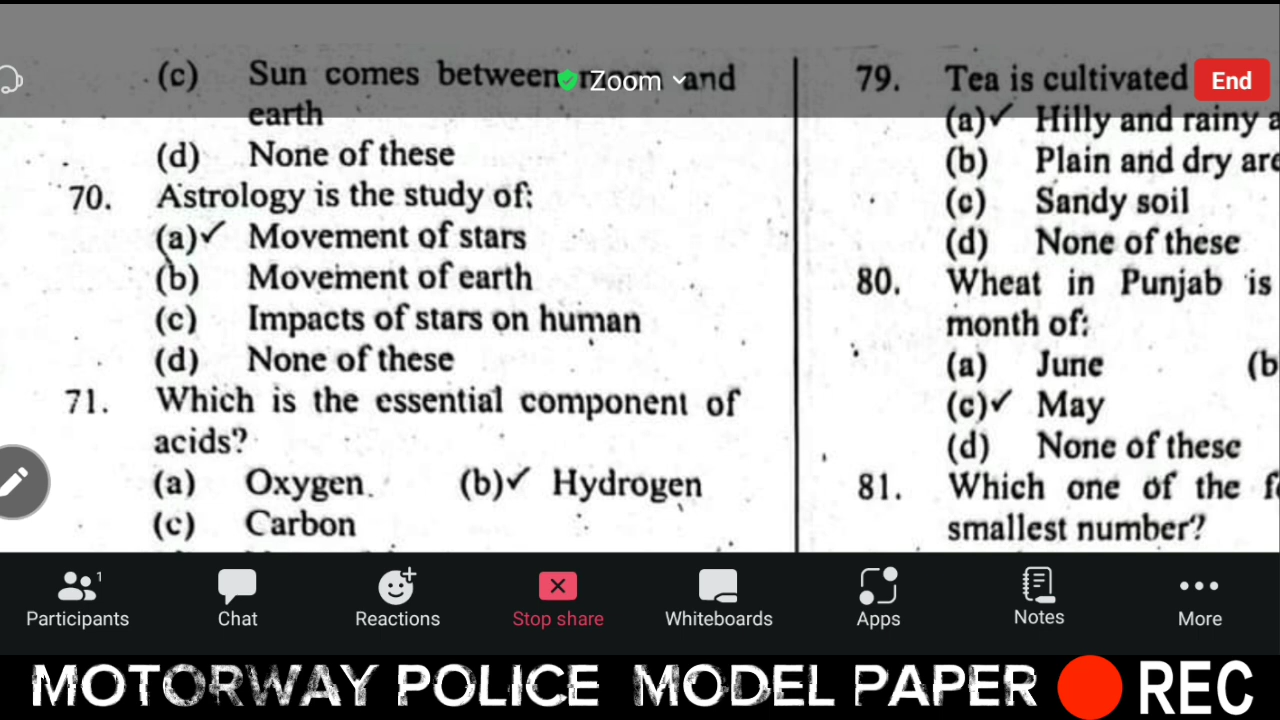 (c) Sun comes between and
Zoom
earth
(d) None of these
70. Astrology is the study of:
(a)✓ Movement of stars
(b) Movement of earth
(c) Impacts of stars on human
(d) None of these
71. Which is the essential component of
acids?
(a) Oxygen (b)✓ Hydrogen
(c) Carbon
79. Tea is cultivated
End
(a)✓ Hilly and rainy
(b) Plain and dry
(c) Sandy soil
(d) None of these
80. Wheat in Punjab is
month of:
(a) June (b
(c)✓ May
(d) None of these
81. Which one of the
smallest number?
Participants 1
Chat
Reactions
Stop share
Whiteboards
Apps
Notes
More
MOTORWAY POLICE MODEL PAPER REC